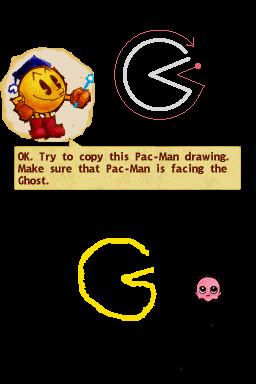 OK. Try to copy this Pac-Man drawing.
Make sure that Pac-Man is facing the
Ghost.